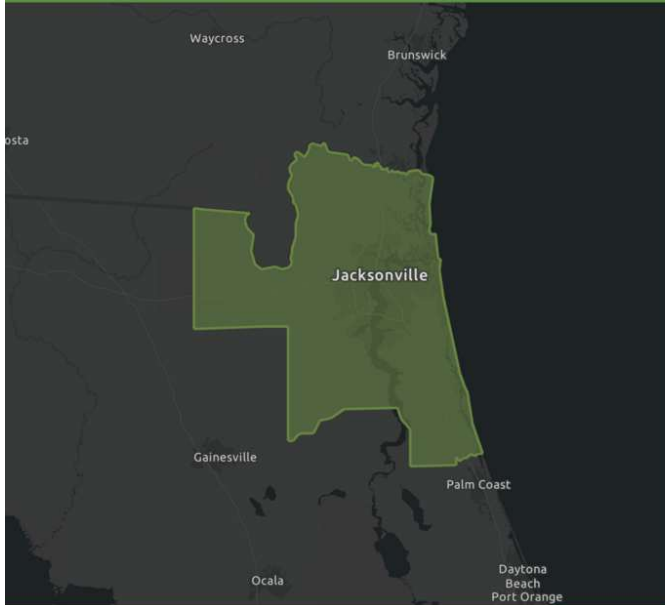 Waycross
Brunswick
osta
Jacksonville
Gainesville
Palm Coast
Ocala
Daytona
Beach
Port Orange